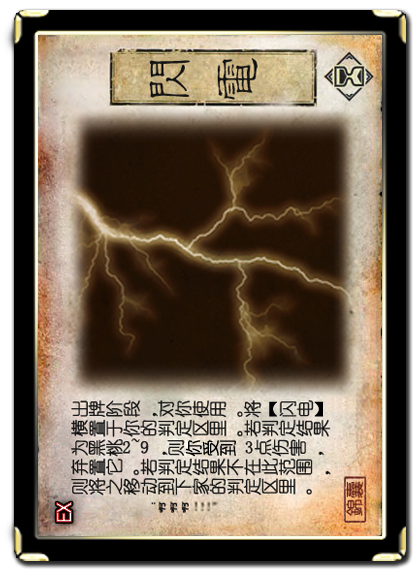 閃電
出牌阶段，对你使用。将【闪电】
横置于你的判定区里。若判定结果
为黑桃2~9，则你受到3点伤害，
弃置它。若判定结果不在此范围，
则将之移动到下家的判定区里。
EX
錦囊